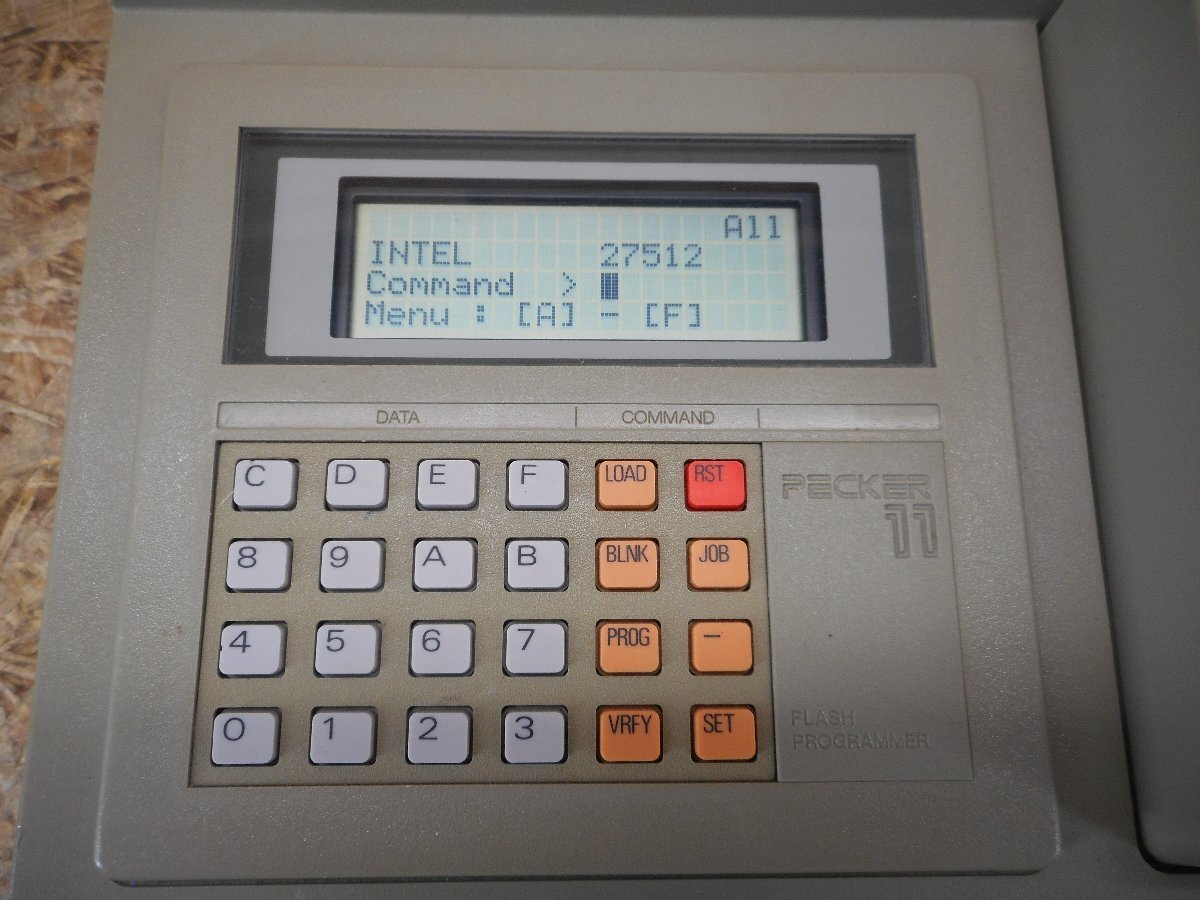 All
INTEL 27512
Command >
Menu : [A] - [F]
DATA COMMAND
C D E F LOAD RST
8 9 A B BLNK JOB
4 5 6 7 PROG -
0 1 2 3 VRFY SET
PECKER
11
FLASH
PROGRAMMER